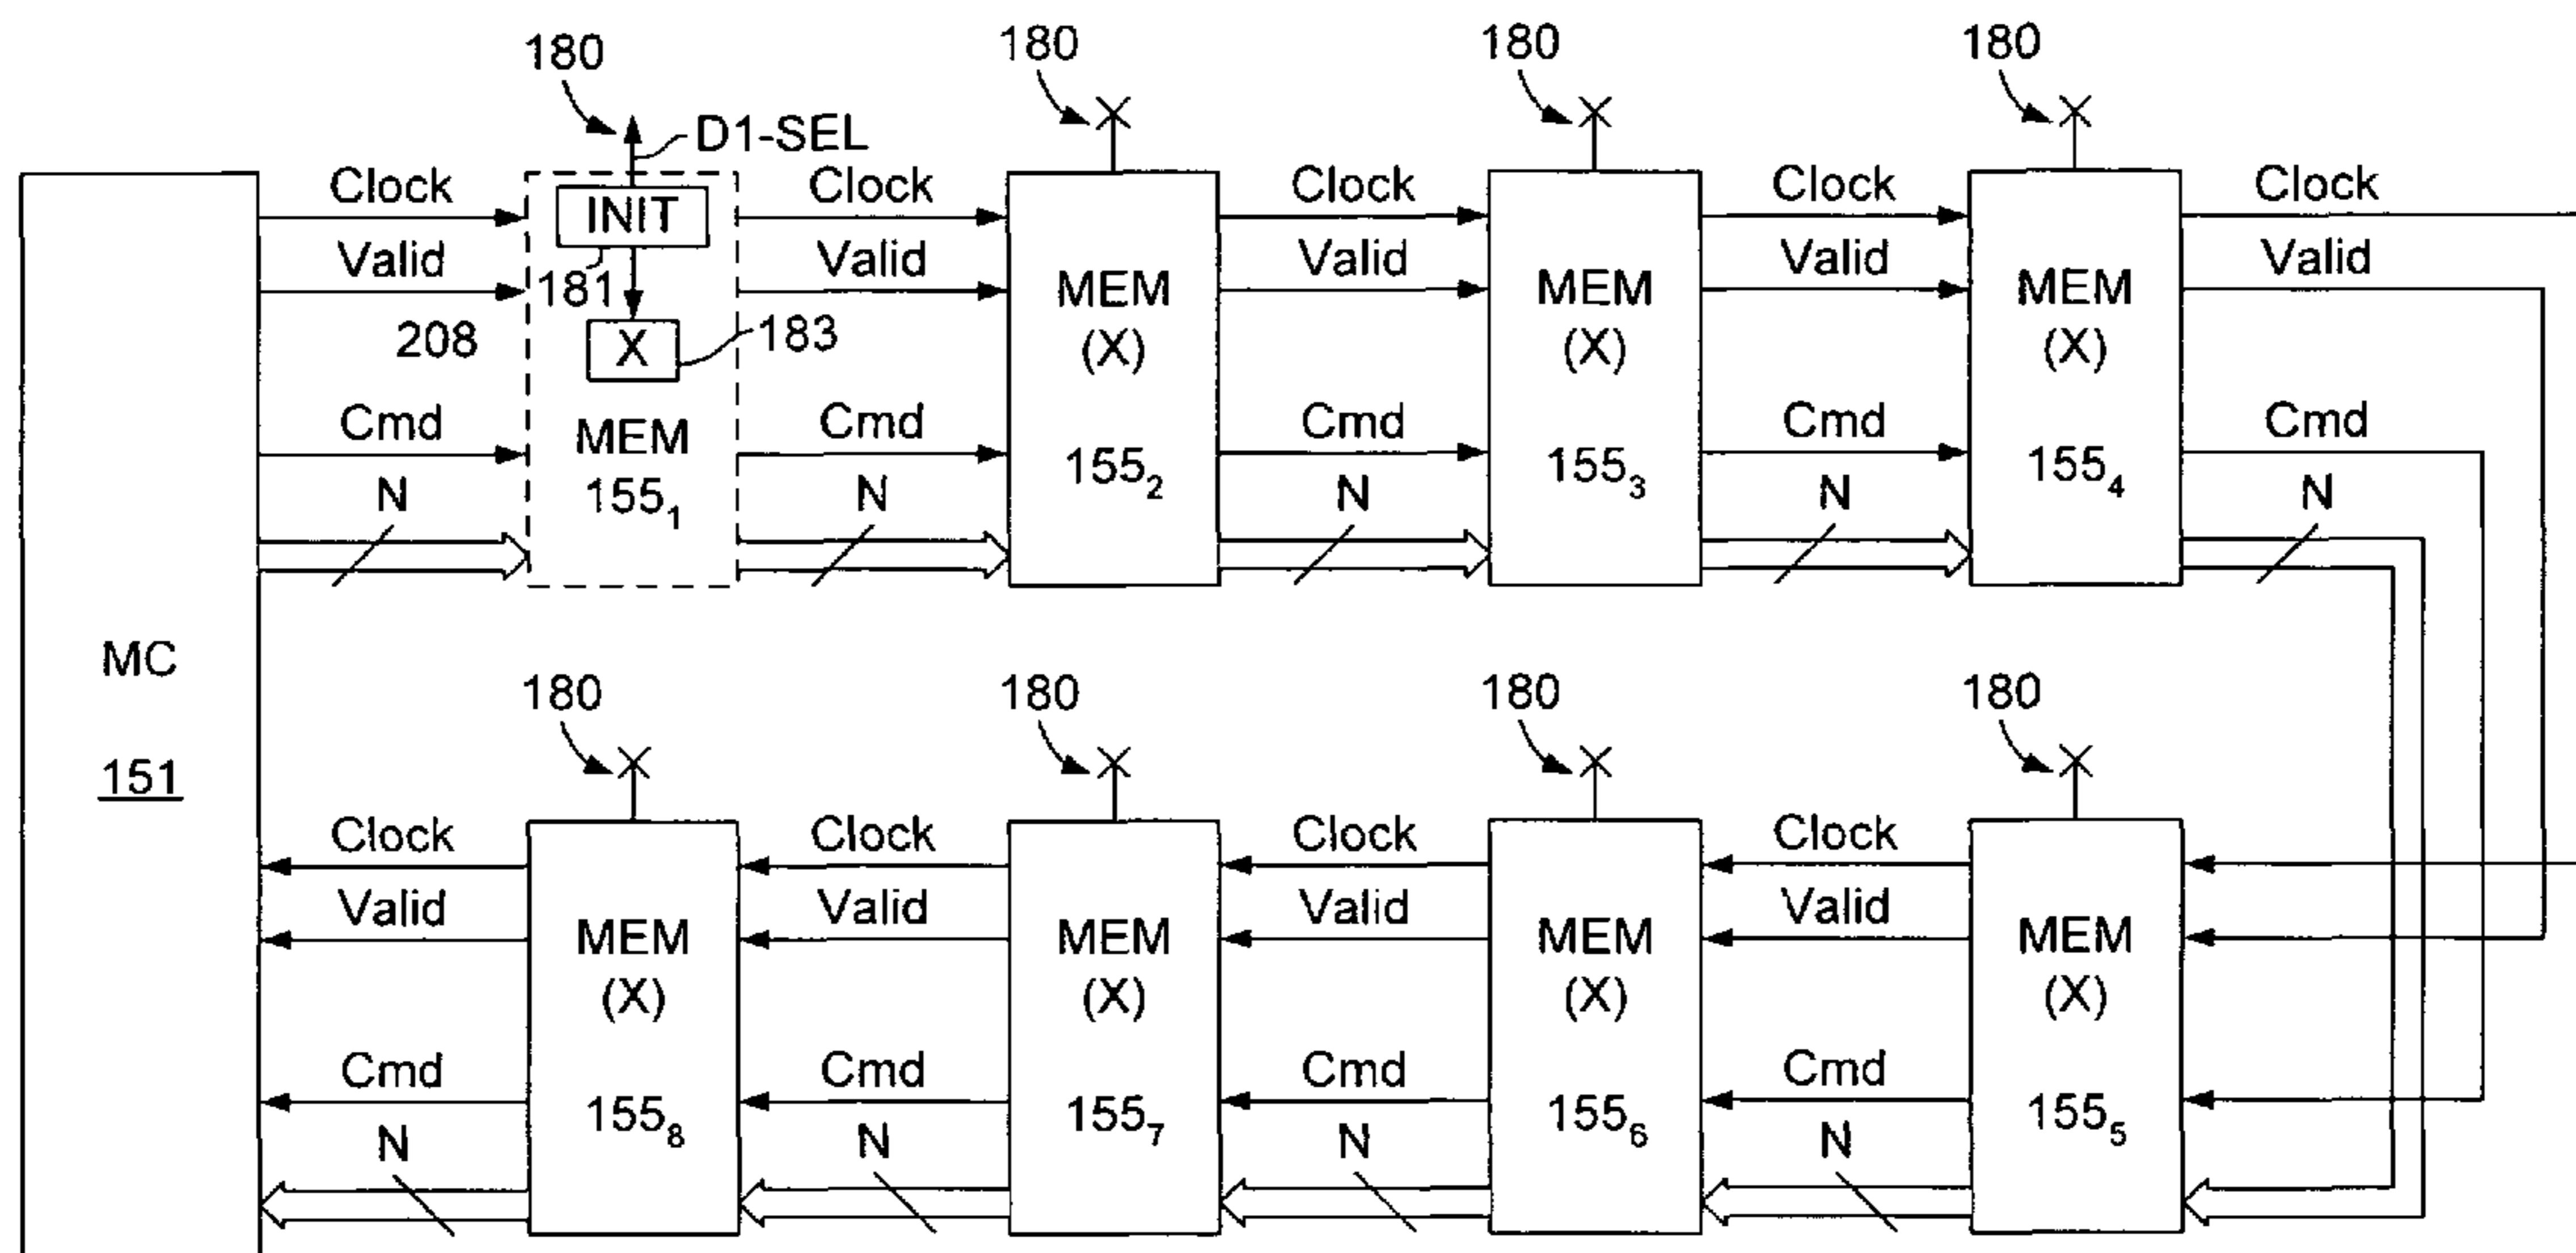 180 180 180 180
D1-SEL
Clock INIT Clock Clock Clock Clock
Valid 181 Valid Valid Valid Valid
208 X 183
MEM (X) MEM (X) MEM (X)
Cmd Cmd Cmd Cmd Cmd
MEM 155₁ 155₂ 155₃ 155₄
N N N N N
MC
151
180 180 180 180
Clock Clock Clock Clock
Valid Valid Valid Valid
MEM MEM MEM MEM
(X) (X) (X) (X)
Cmd Cmd Cmd Cmd
155₈ 155₇ 155₆ 155₅
N N N N